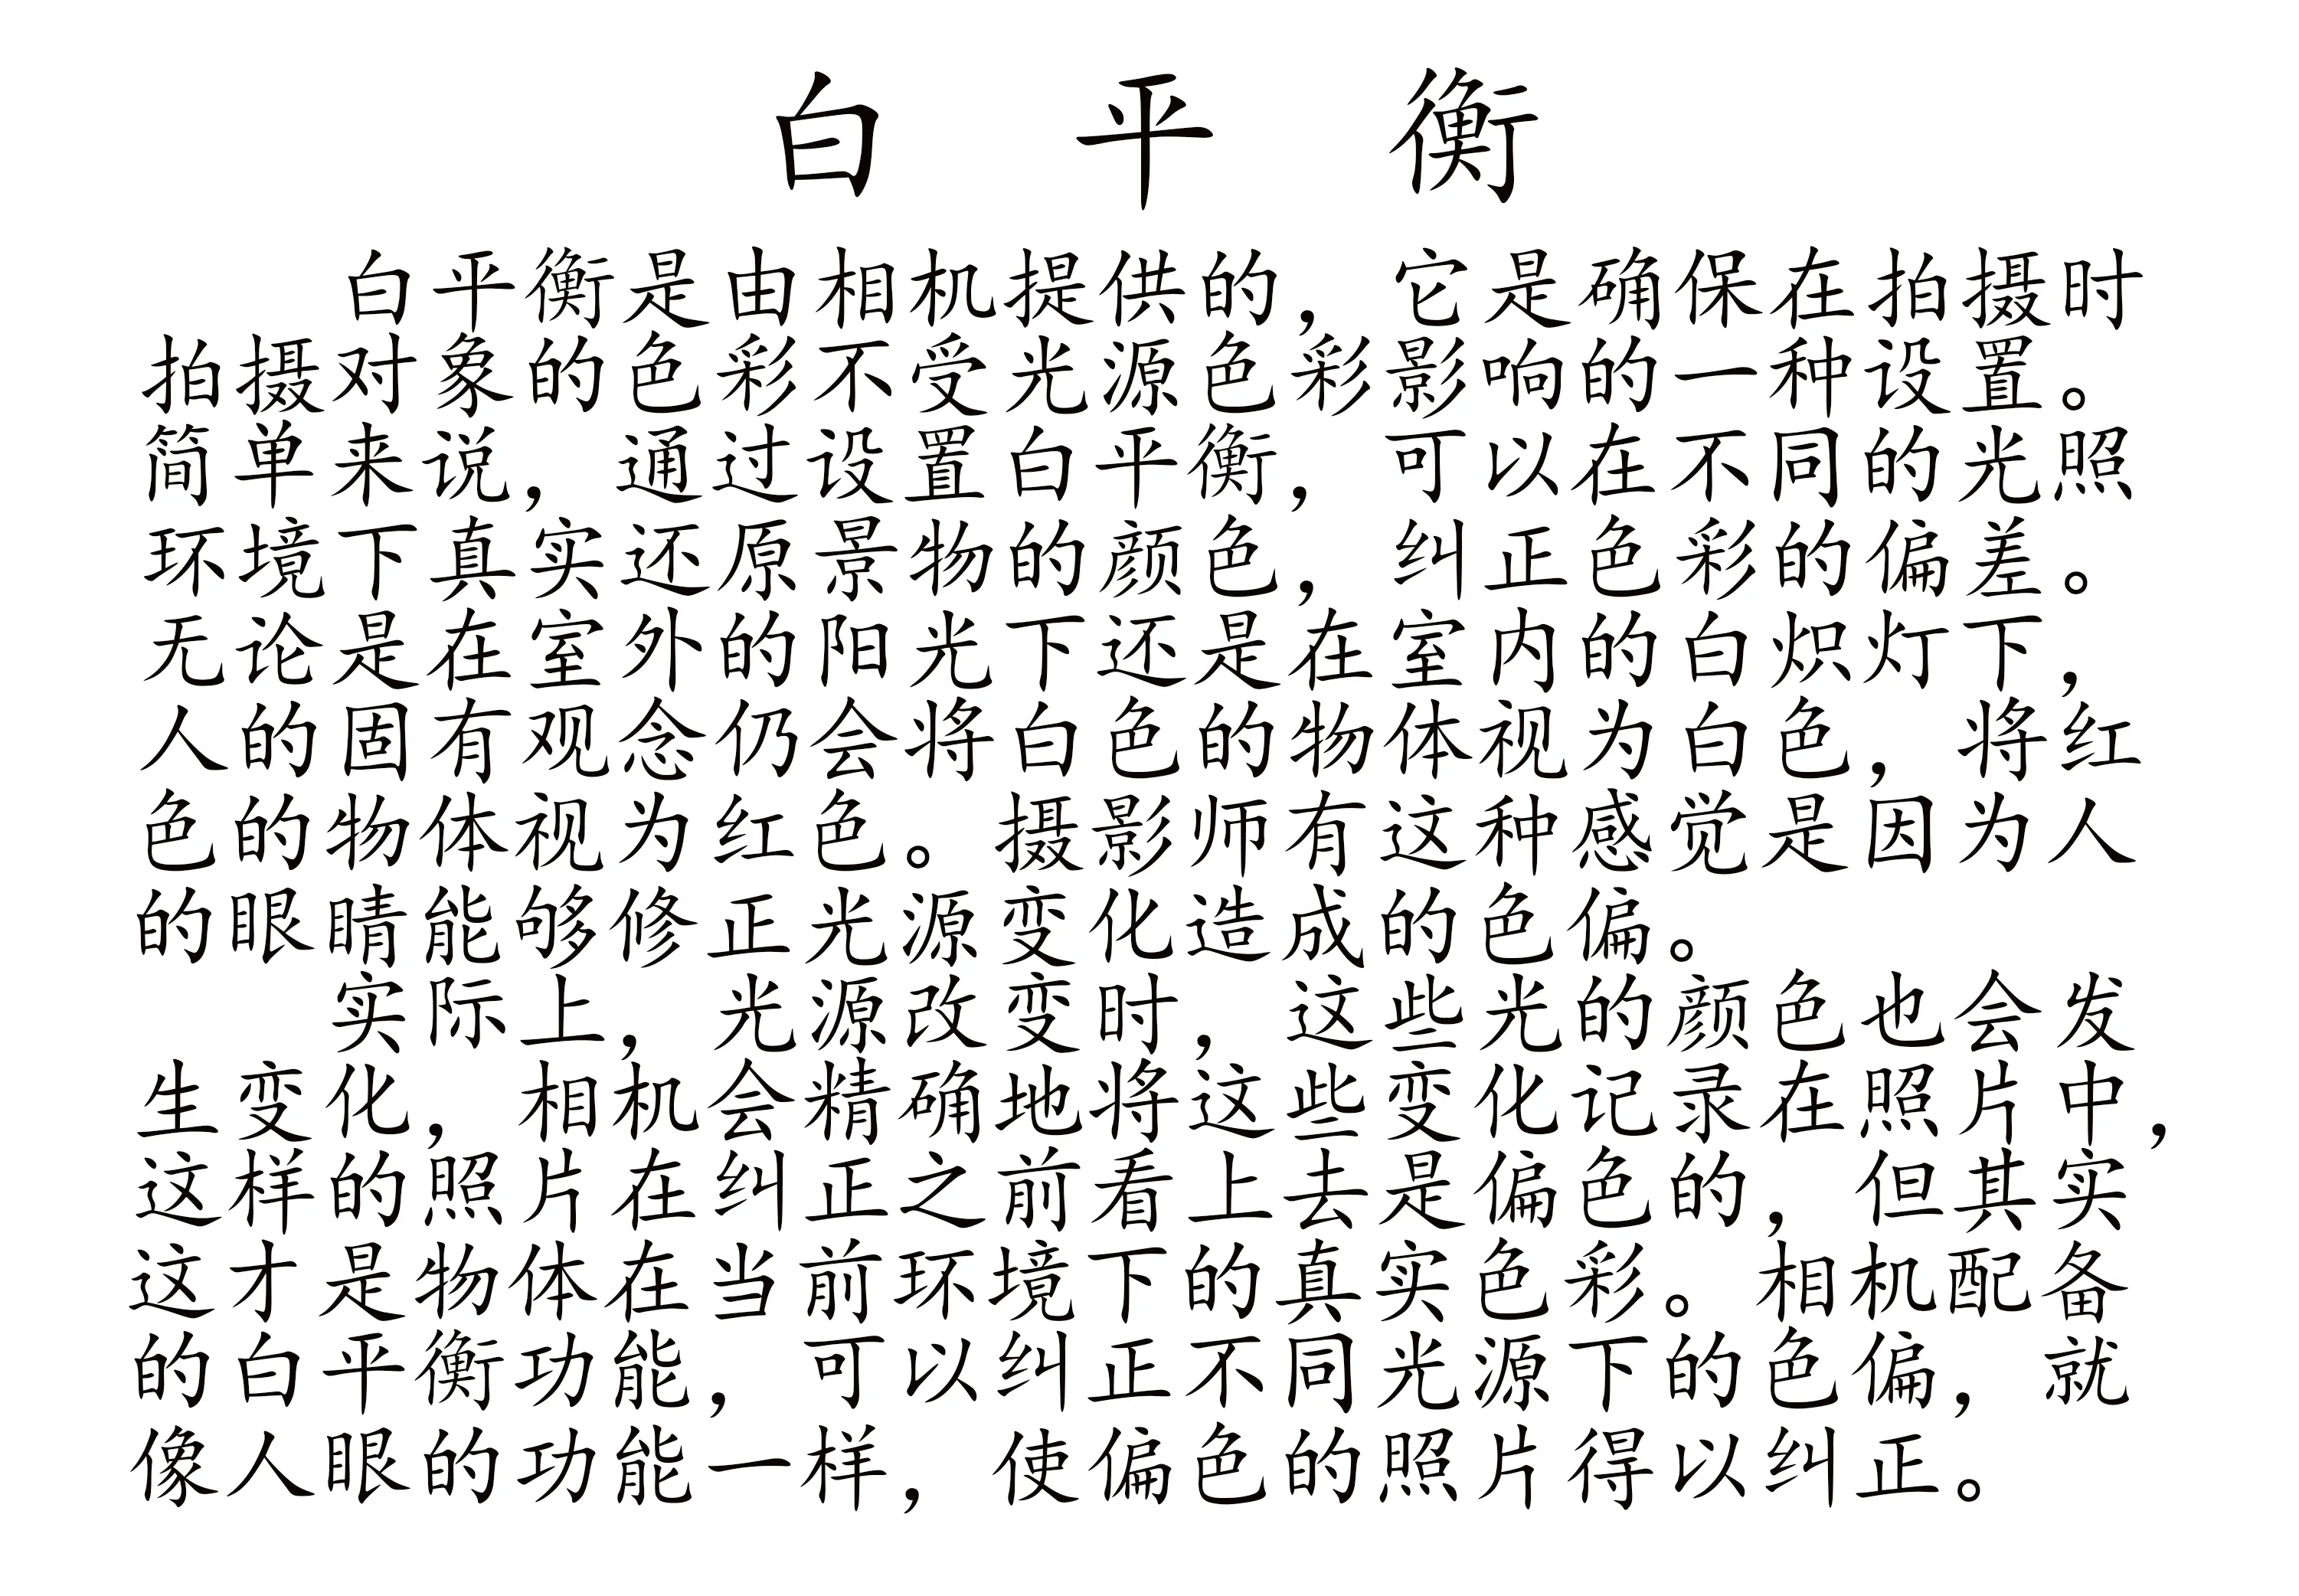 白平衡
白平衡是由相机提供的，它是确保在拍摄时
拍摄对象的色彩不受光源色彩影响的一种设置。
简单来说，通过设置白平衡，可以在不同的光照
环境下真实还原景物的颜色，纠正色彩的偏差。
无论是在室外的阳光下还是在室内的白炽灯下，
人的固有观念仍会将白色的物体视为白色，将红
色的物体视为红色。摄影师有这种感觉是因为人
的眼睛能够修正光源变化造成的色偏。
实际上，光源改变时，这些光的颜色也会发
生变化，相机会精确地将这些变化记录在照片中，
这样的照片在纠正之前看上去是偏色的，但其实
这才是物体在当前环境下的真实色彩。相机配备
的白平衡功能，可以纠正不同光源下的色偏，就
像人眼的功能一样，使偏色的照片得以纠正。